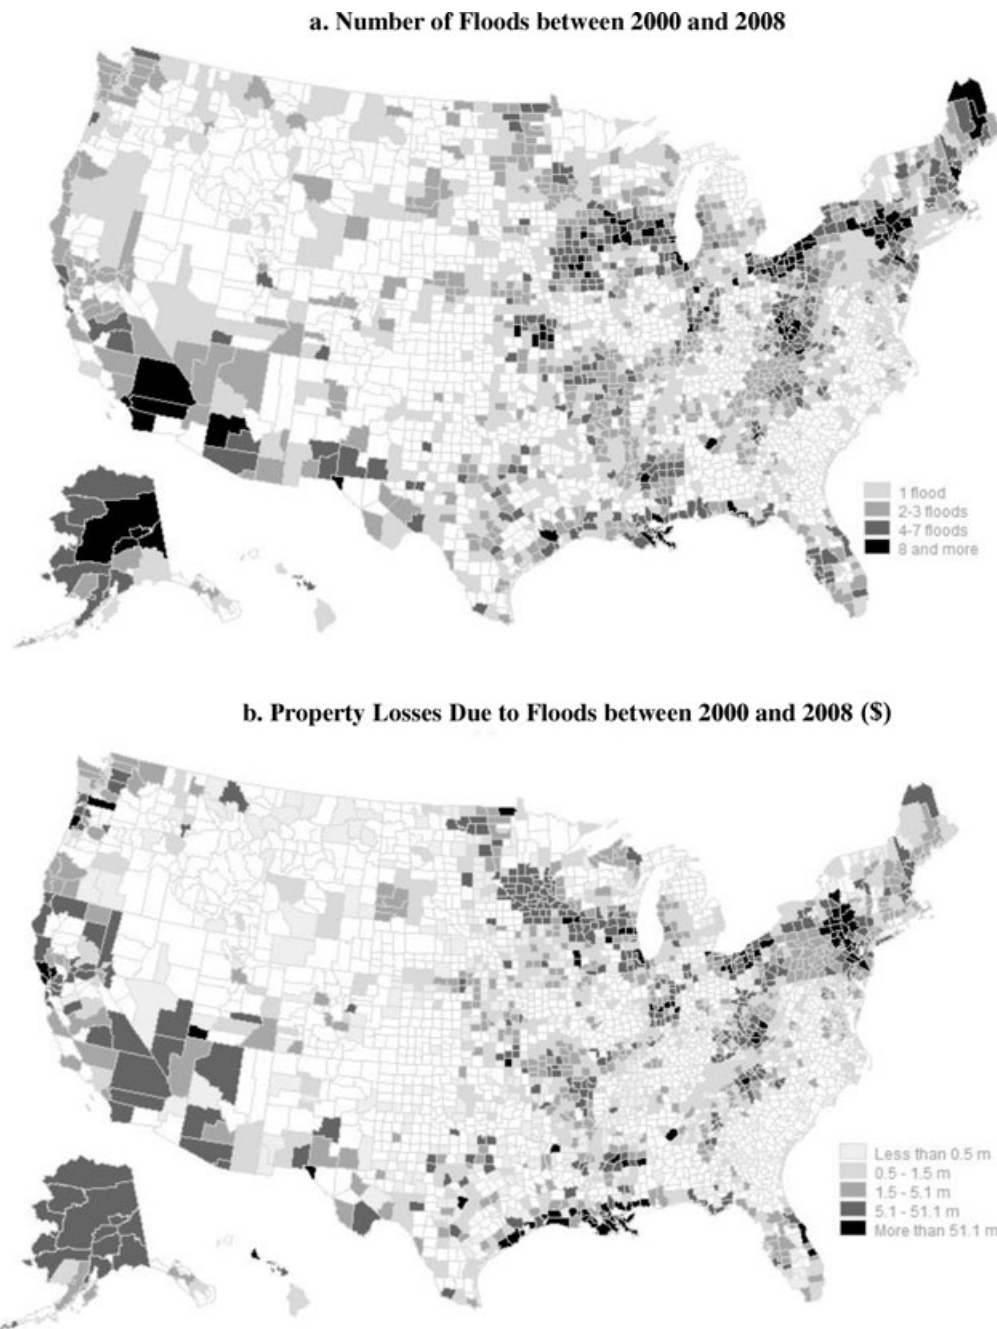 a. Number of Floods between 2000 and 2008
1 flood
2-3 floods
4-7 floods
8 and more
b. Property Losses Due to Floods between 2000 and 2008 ($)
Less than 0.5 m
0.5 - 1.5 m
1.5 - 5.1 m
5.1 - 51.1 m
More than 51.1 m